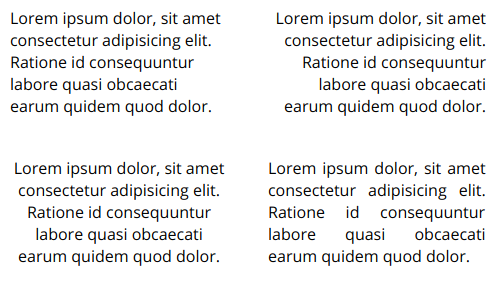 Lorem ipsum dolor, sit amet
consectetur adipisicing elit.
Ratione id consequuntur
labore quasi obcaecati
earum quidem quod dolor.
Lorem ipsum dolor, sit amet
consectetur adipisicing elit.
Ratione id consequuntur
labore quasi obcaecati
earum quidem quod dolor.
Lorem ipsum dolor, sit amet
consectetur adipisicing elit.
Ratione id consequuntur
labore quasi obcaecati
earum quidem quod dolor.
Lorem ipsum dolor, sit amet
consectetur adipisicing elit.
Ratione id consequuntur
labore quasi obcaecati
earum quidem quod dolor.